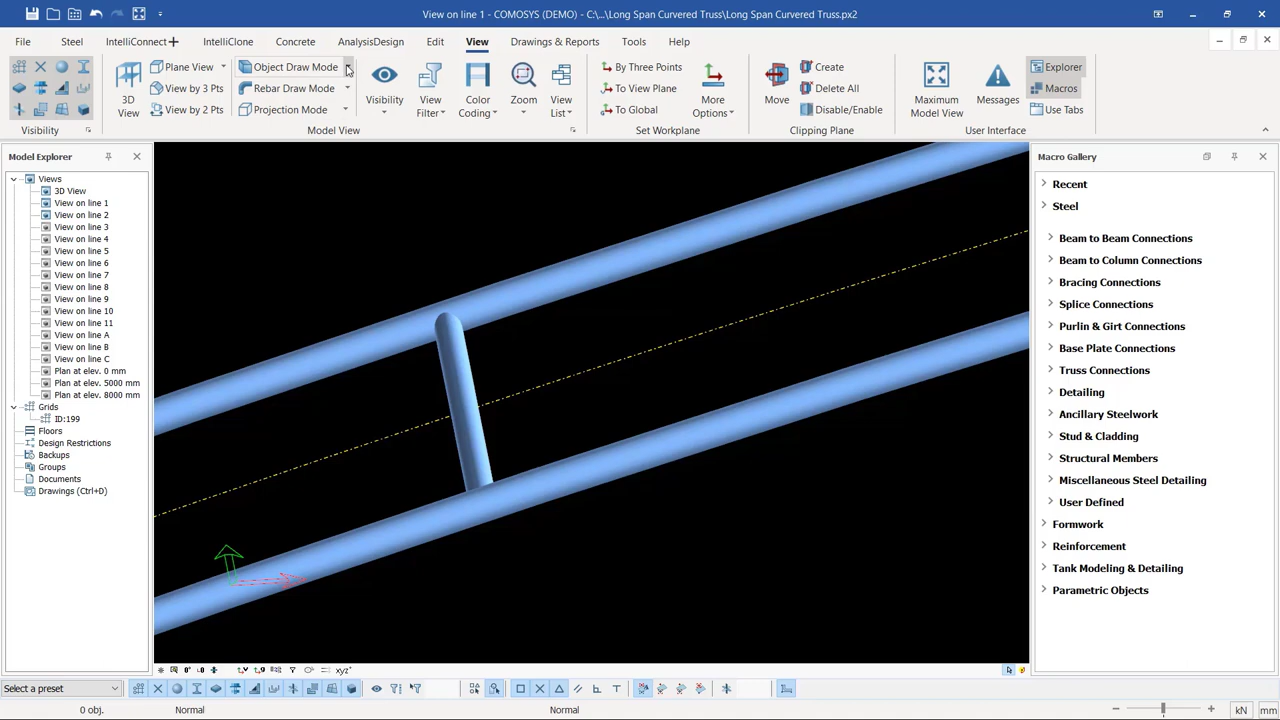 View on line 1 - COMOSYS (DEMO) - C:\...\Long Span Curvered Truss\Long Span Curvered Truss.px2
File
Steel
IntelliConnect
IntelliClone
Concrete
AnalysisDesign
Edit
View
Drawings & Reports
Tools
Help
3D
View
Plane View
View by 3 Pts
View by 2 Pts
Object Draw Mode
Rebar Draw Mode
Projection Mode
Visibility
View
Filter
Color
Coding
Zoom
View
List
By Three Points
To View Plane
To Global
More
Options
Move
Create
Delete All
Disable/Enable
Maximum
Model View
Messages
Explorer
Macros
Use Tabs
Visibility
Model View
Set Workplane
Clipping Plane
User Interface
Model Explorer
Views
3D View
View on line 1
View on line 2
View on line 3
View on line 4
View on line 5
View on line 6
View on line 7
View on line 8
View on line 9
View on line 10
View on line 11
View on line A
View on line B
View on line C
Plan at elev. 0 mm
Plan at elev. 5000 mm
Plan at elev. 8000 mm
Grids
ID:199
Floors
Design Restrictions
Backups
Groups
Documents
Drawings (Ctrl+D)
Macro Gallery
Recent
Steel
Beam to Beam Connections
Beam to Column Connections
Bracing Connections
Splice Connections
Purlin & Girt Connections
Base Plate Connections
Truss Connections
Detailing
Ancillary Steelwork
Stud & Cladding
Structural Members
Miscellaneous Steel Detailing
User Defined
Formwork
Reinforcement
Tank Modeling & Detailing
Parametric Objects
xyz
Select a preset
0 obj.
Normal
Normal
kN
mm